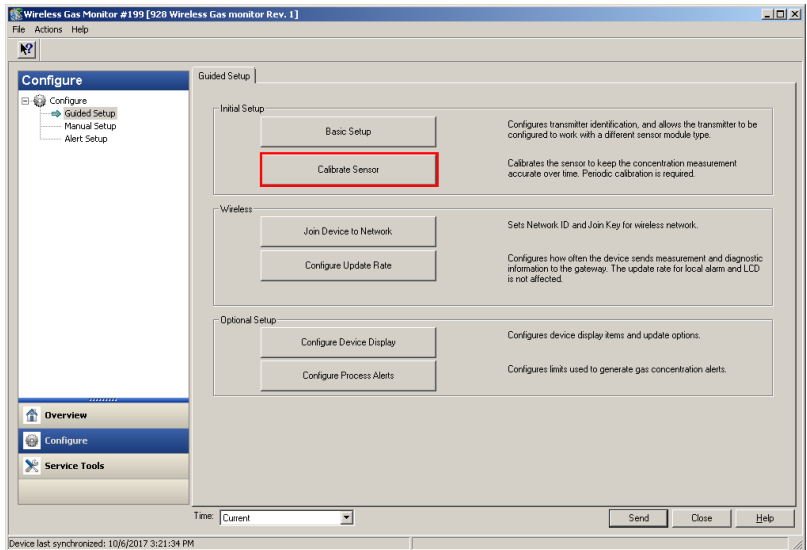 Wireless Gas Monitor #199 [928 Wireless Gas monitor Rev. 1]
File Actions Help
Configure
Configure
Guided Setup
Manual Setup
Alert Setup
Overview
Configure
Service Tools
Guided Setup
Initial Setup
Basic Setup
Configures transmitter identification, and allows the transmitter to be
configured to work with a different sensor module type.
Calibrate Sensor
Calibrates the sensor to keep the concentration measurement
accurate over time. Periodic calibration is required.
Wireless
Join Device to Network
Sets Network ID and Join Key for wireless network.
Configure Update Rate
Configures how often the device sends measurement and diagnostic
information to the gateway. The update rate for local alarm and LCD
is not affected.
Optional Setup
Configure Device Display
Configures device display items and update options.
Configure Process Alerts
Configures limits used to generate gas concentration alerts.
Time: Current
Send Close Help
Device last synchronized: 10/6/2017 3:21:34 PM